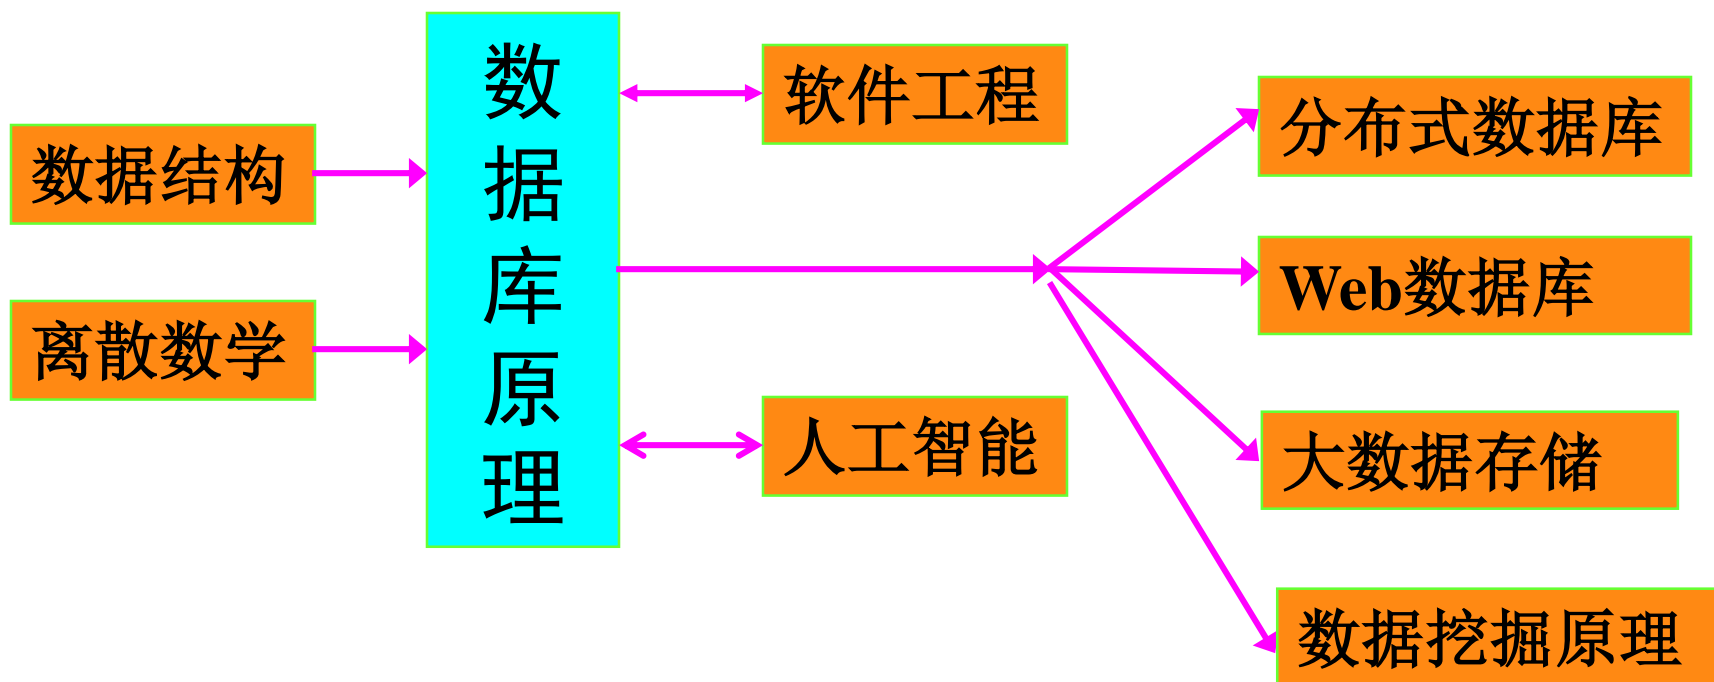 数据结构
离散数学
数
据
库
原
理
软件工程
人工智能
分布式数据库
Web数据库
大数据存储
数据挖掘原理